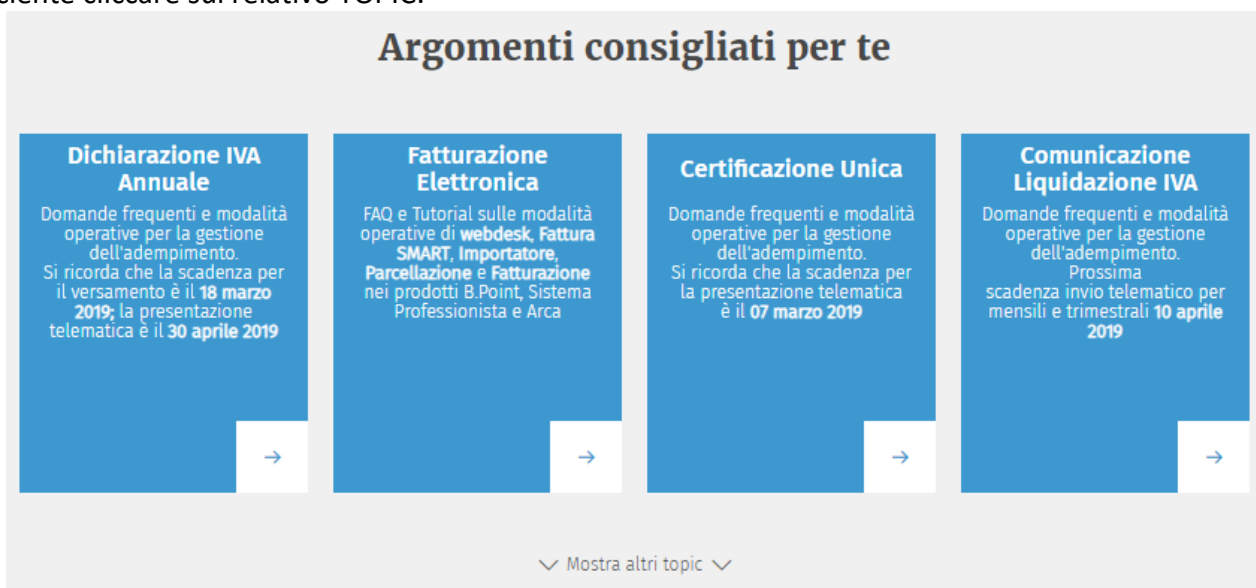 cliccare sul relativo TOPIC.
Argomenti consigliati per te
Dichiarazione IVA
Annuale
Domande frequenti e modalità
operative per la gestione
dell'adempimento.
Si ricorda che la scadenza per
il versamento è il 18 marzo
2019; la presentazione
telematica è il 30 aprile 2019
Fatturazione
Elettronica
FAQ e Tutorial sulle modalità
operative di webdesk, Fattura
SMART, Importatore,
Parcellazione e Fatturazione
nei prodotti B.Point, Sistema
Professionista e Arca
Certificazione Unica
Domande frequenti e modalità
operative per la gestione
dell'adempimento.
Si ricorda che la scadenza per
la presentazione telematica
è il 07 marzo 2019
Comunicazione
Liquidazione IVA
Domande frequenti e modalità
operative per la gestione
dell'adempimento.
Prossima
scadenza invio telematico per
mensili e trimestrali 10 aprile
2019
Mostra altri topic